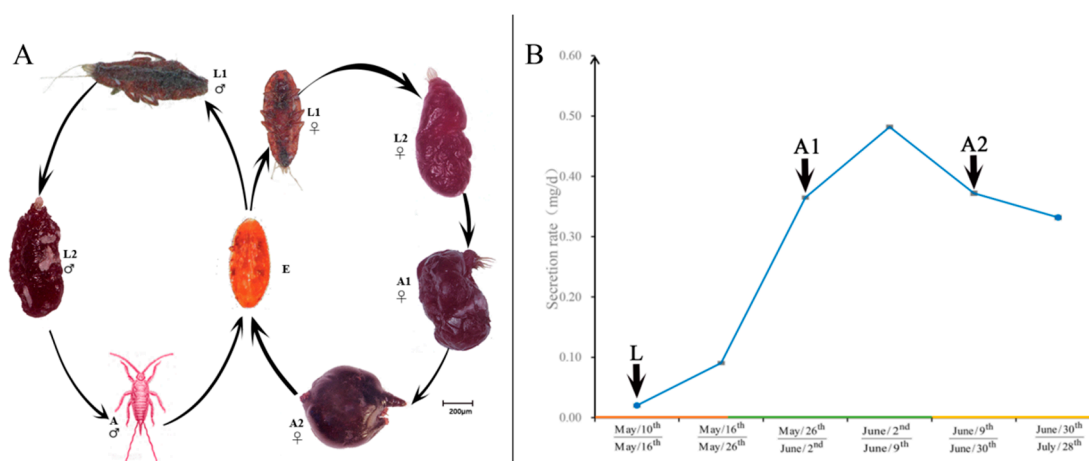 A
L1
♂
L1
♀
L2
♀
L2
♂
E
A1
♀
A
♂
A2
♀
200μm
B
Secretion rate（mg/d）
0.60
0.50
0.40
0.30
0.20
0.10
0.00
L
A1
A2
May/10th
May/16th
May/16th
May/26th
May/26th
June/2nd
June/2nd
June/9th
June/9th
June/30th
June/30th
July/28th